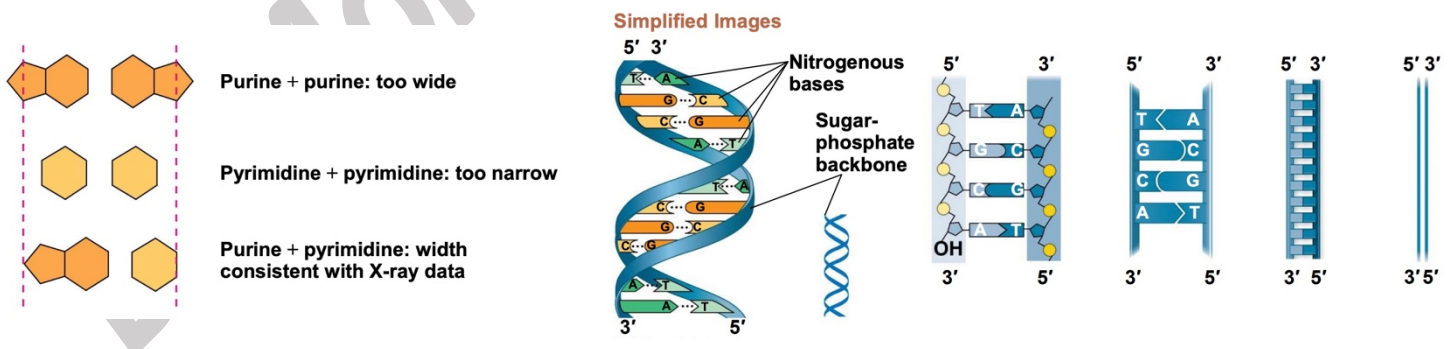 Purine + purine: too wide
Pyrimidine + pyrimidine: too narrow
Purine + pyrimidine: width
consistent with X-ray data
Simplified Images
5′ 3′
T A
G C
C G
A T
T A
C G
G C
C G
A T
A T
3′ 5′
Nitrogenous
bases
Sugar-
phosphate
backbone
5′ 3′
T A
G C
C G
A T
OH
3′ 5′
5′ 3′
T A
G C
C G
A T
3′ 5′
5′ 3′
3′ 5′
5′ 3′
3′ 5′